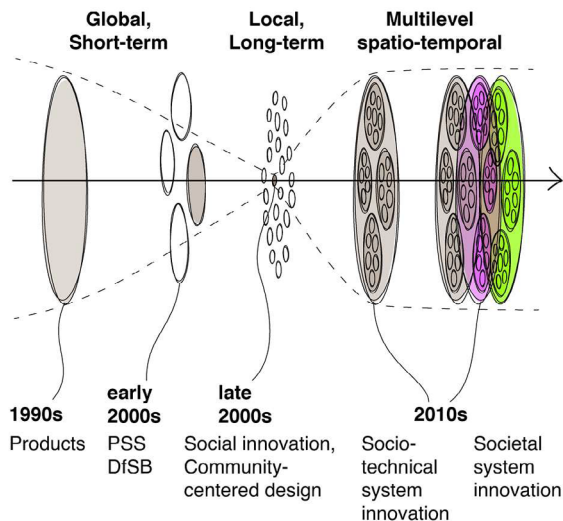 Global,
Short-term
Local,
Long-term
Multilevel
spatio-temporal
1990s
Products
early
2000s
PSS
DfSB
late
2000s
Social innovation,
Community-
centered design
2010s
Socio-
technical
system
innovation
Societal
system
innovation